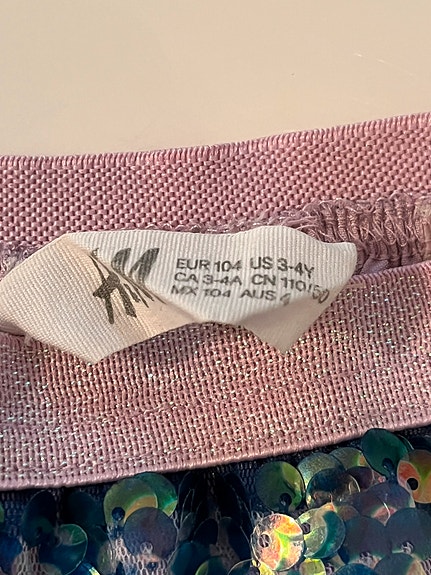 H&M
EUR 104 US 3-4Y
CA 3-4A CN 110/50
MX 104 AUS 4